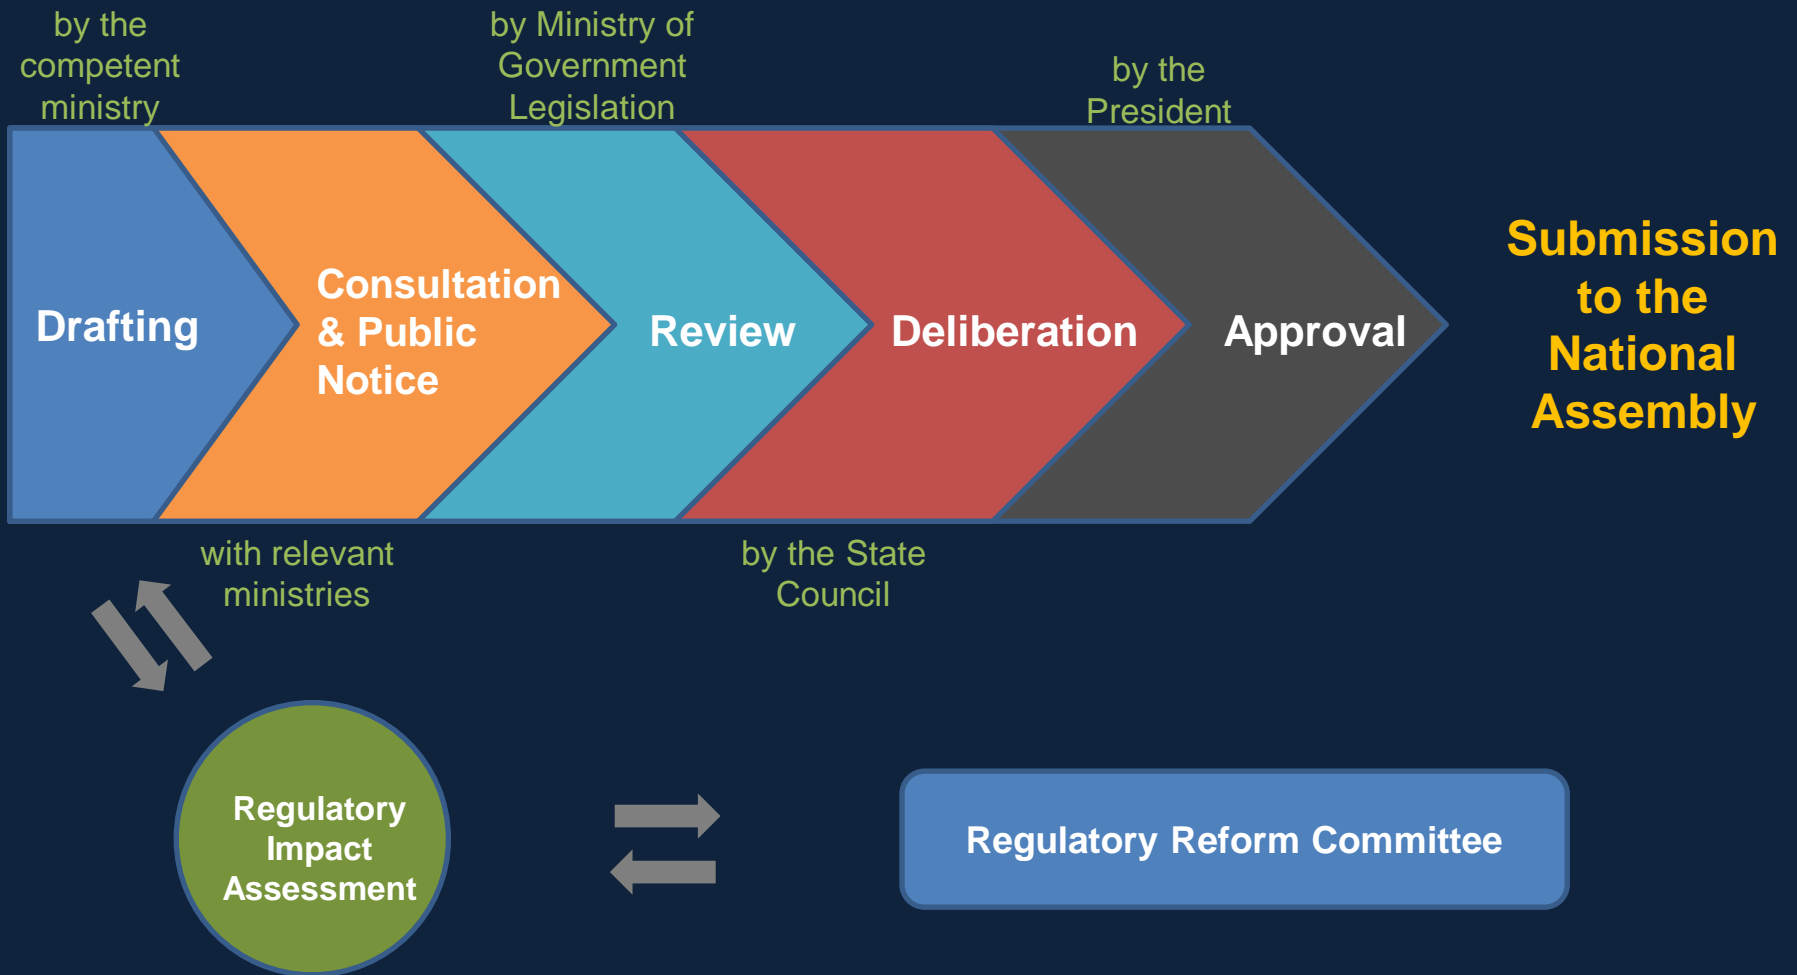 by the
competent
ministry
by Ministry of
Government
Legislation
by the
President
Drafting
Consultation
& Public
Notice
Review
Deliberation
Approval
Submission
to the
National
Assembly
with relevant
ministries
by the State
Council
Regulatory
Impact
Assessment
Regulatory Reform Committee